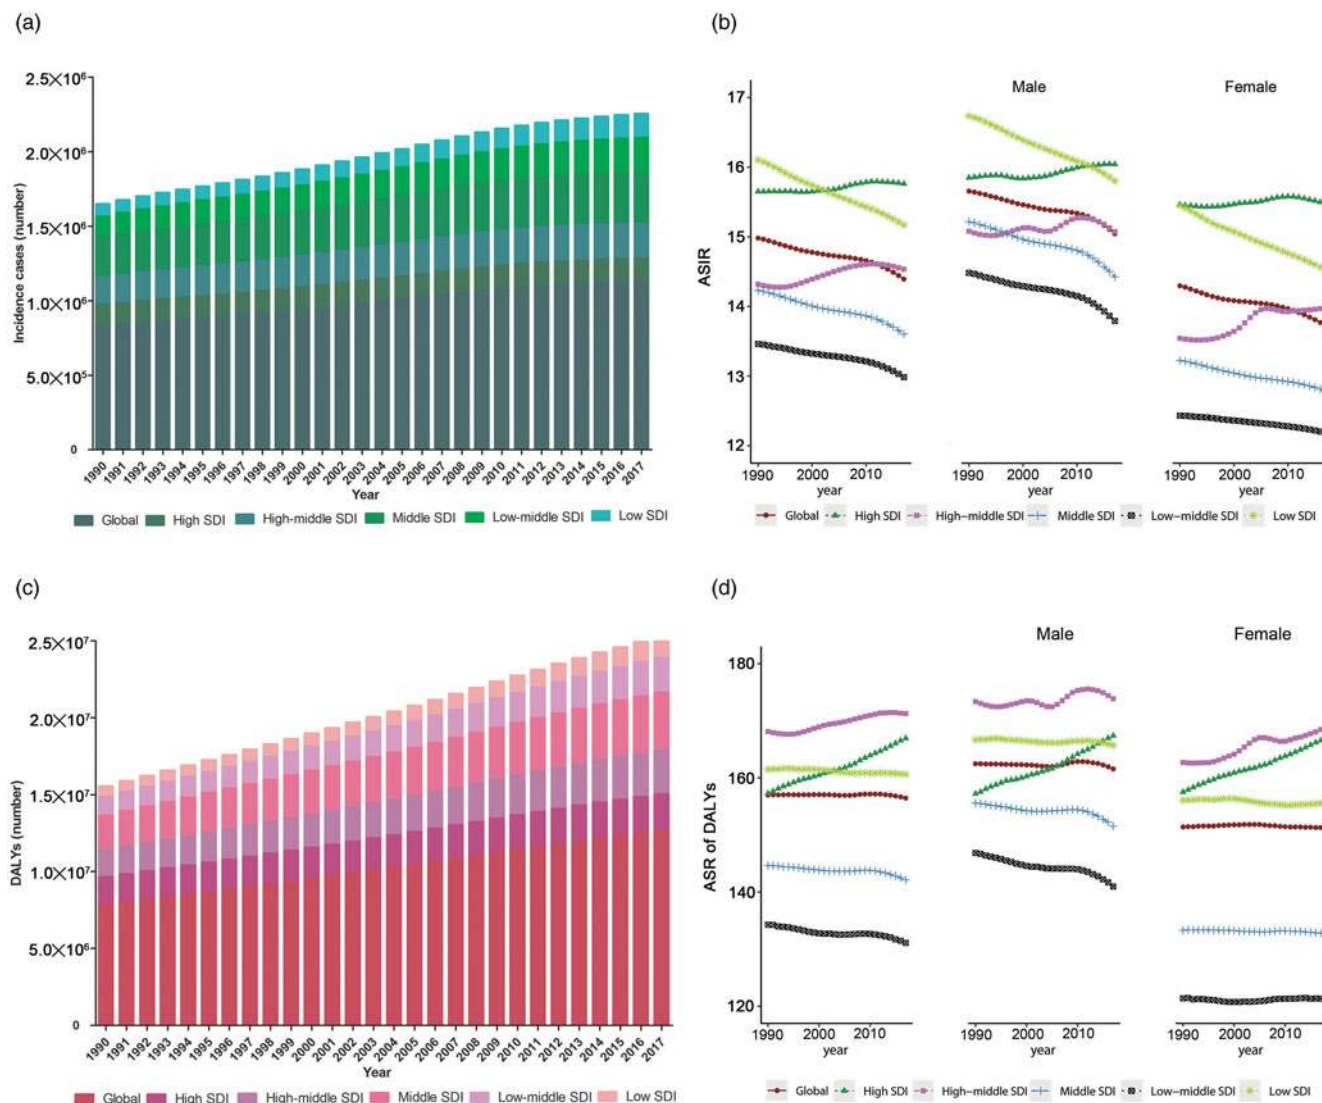 (a)
2.5×10⁶
2.0×10⁶
1.5×10⁶
1.0×10⁶
5.0×10⁵
0
Incidence cases (number)
1990 1991 1992 1993 1994 1995 1996 1997 1998 1999 2000 2001 2002 2003 2004 2005 2006 2007 2008 2009 2010 2011 2012 2013 2014 2015 2016 2017
Year
Global High SDI High-middle SDI Middle SDI Low-middle SDI Low SDI
(b)
Male Female
17
16
15
14
13
12
ASIR
1990 2000 2010 1990 2000 2010 1990 2000 2010
year year year
Global High SDI High-middle SDI Middle SDI Low-middle SDI Low SDI
(c)
2.5×10⁷
2.0×10⁷
1.5×10⁷
1.0×10⁷
5.0×10⁶
0
DALYs (number)
1990 1991 1992 1993 1994 1995 1996 1997 1998 1999 2000 2001 2002 2003 2004 2005 2006 2007 2008 2009 2010 2011 2012 2013 2014 2015 2016 2017
Year
Global High SDI High-middle SDI Middle SDI Low-middle SDI Low SDI
(d)
Male Female
180
160
140
120
ASR of DALYs
1990 2000 2010 1990 2000 2010 1990 2000 2010
year year year
Global High SDI High-middle SDI Middle SDI Low-middle SDI Low SDI